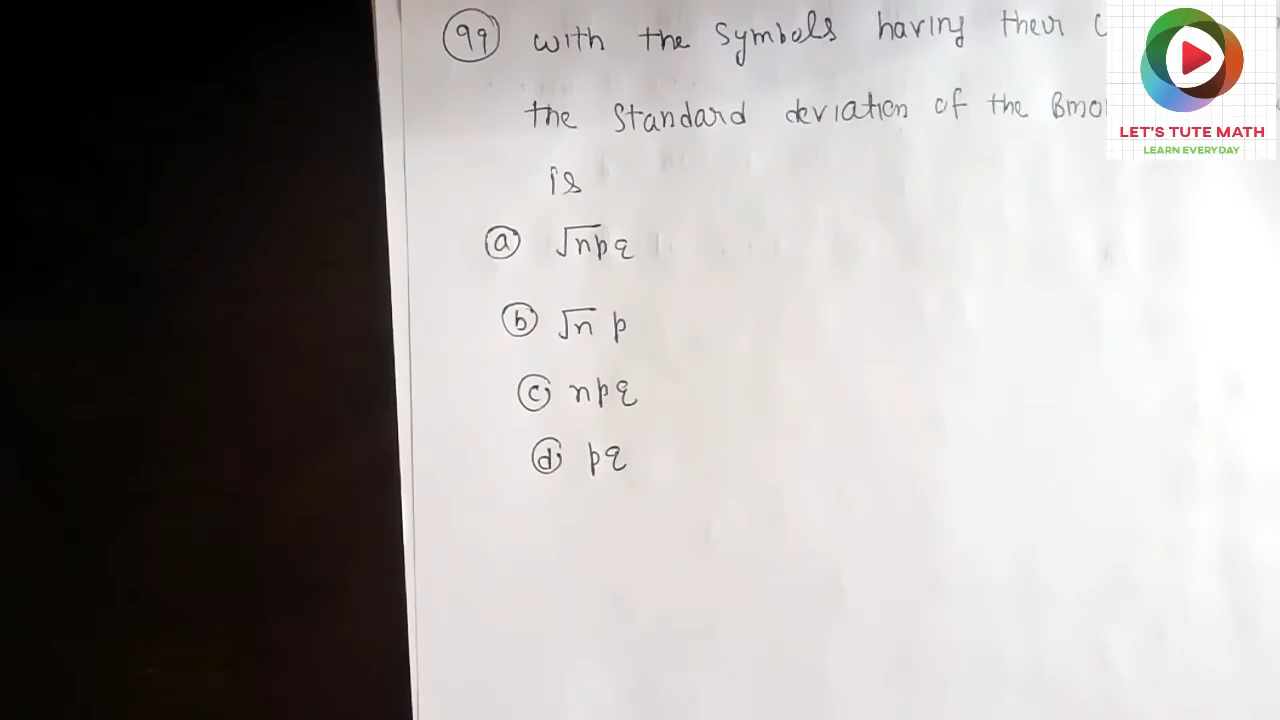 99 with the symbols having their
the standard deviation of the
is
a √npq
b √n p
c npq
d pq
LET'S TUTE MATH
LEARN EVERYDAY